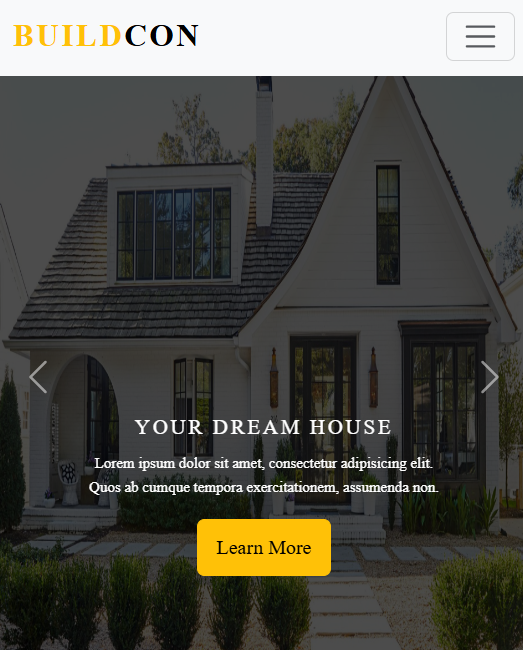 BUILDCON
YOUR DREAM HOUSE
Lorem ipsum dolor sit amet, consectetur adipisicing elit.
Quos ab cumque tempora exercitationem, assumenda non.
Learn More